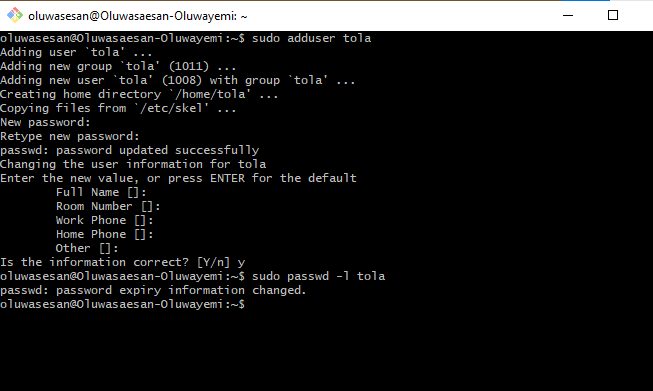 oluwasesan@Oluwasaesan-Oluwayemi: ~
oluwasesan@Oluwasaesan-Oluwayemi:~$ sudo adduser tola
Adding user `tola' ...
Adding new group `tola' (1011) ...
Adding new user `tola' (1008) with group `tola' ...
Creating home directory `/home/tola' ...
Copying files from `/etc/skel' ...
New password:
Retype new password:
passwd: password updated successfully
Changing the user information for tola
Enter the new value, or press ENTER for the default
        Full Name []:
        Room Number []:
        Work Phone []:
        Home Phone []:
        Other []:
Is the information correct? [Y/n] y
oluwasesan@Oluwasaesan-Oluwayemi:~$ sudo passwd -l tola
passwd: password expiry information changed.
oluwasesan@Oluwasaesan-Oluwayemi:~$